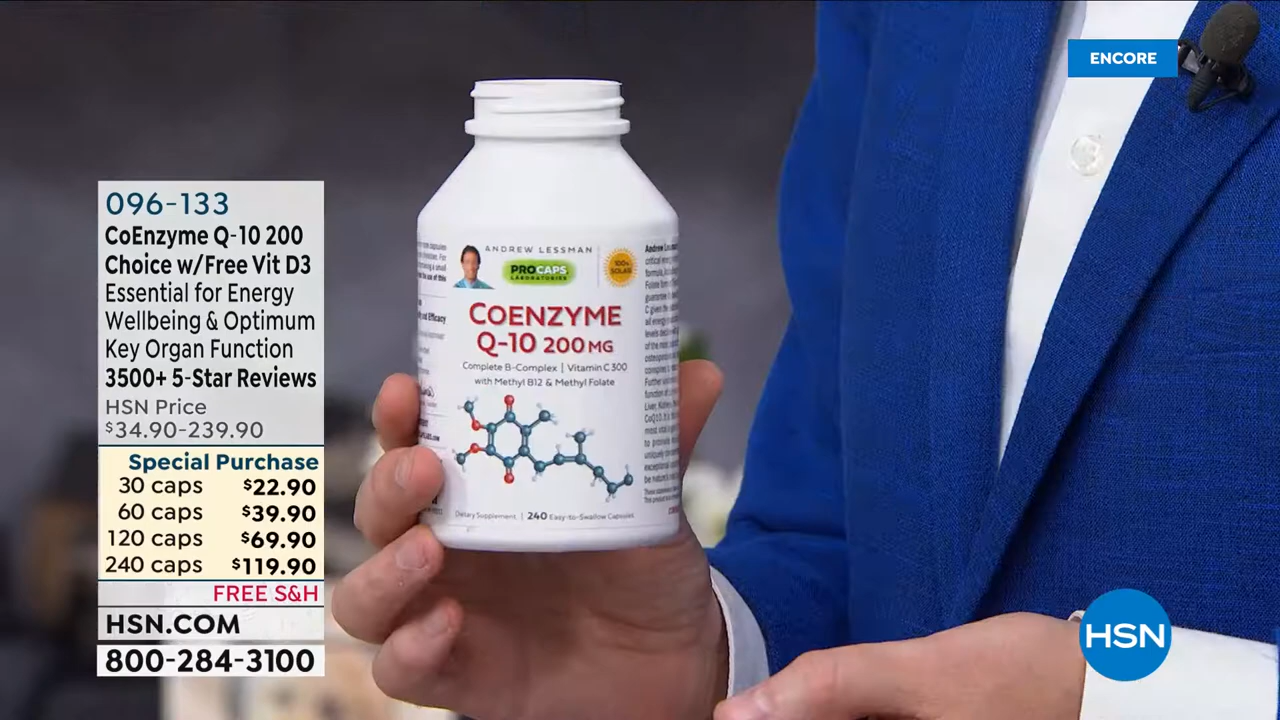 ENCORE
096-133
CoEnzyme Q-10 200
Choice w/Free Vit D3
Essential for Energy
Wellbeing & Optimum
Key Organ Function
3500+ 5-Star Reviews
HSN Price
$34.90-239.90
Special Purchase
30 caps $22.90
60 caps $39.90
120 caps $69.90
240 caps $119.90
FREE S&H
HSN.COM
800-284-3100
ANDREW LESSMAN
PROCAPS
LABORATORIES
100%
SOLAR
COENZYME
Q-10 200 MG
Complete B-Complex | Vitamin C 300
with Methyl B12 & Methyl Folate
Dietary Supplement | 240 Easy-to-Swallow Capsules
HSN